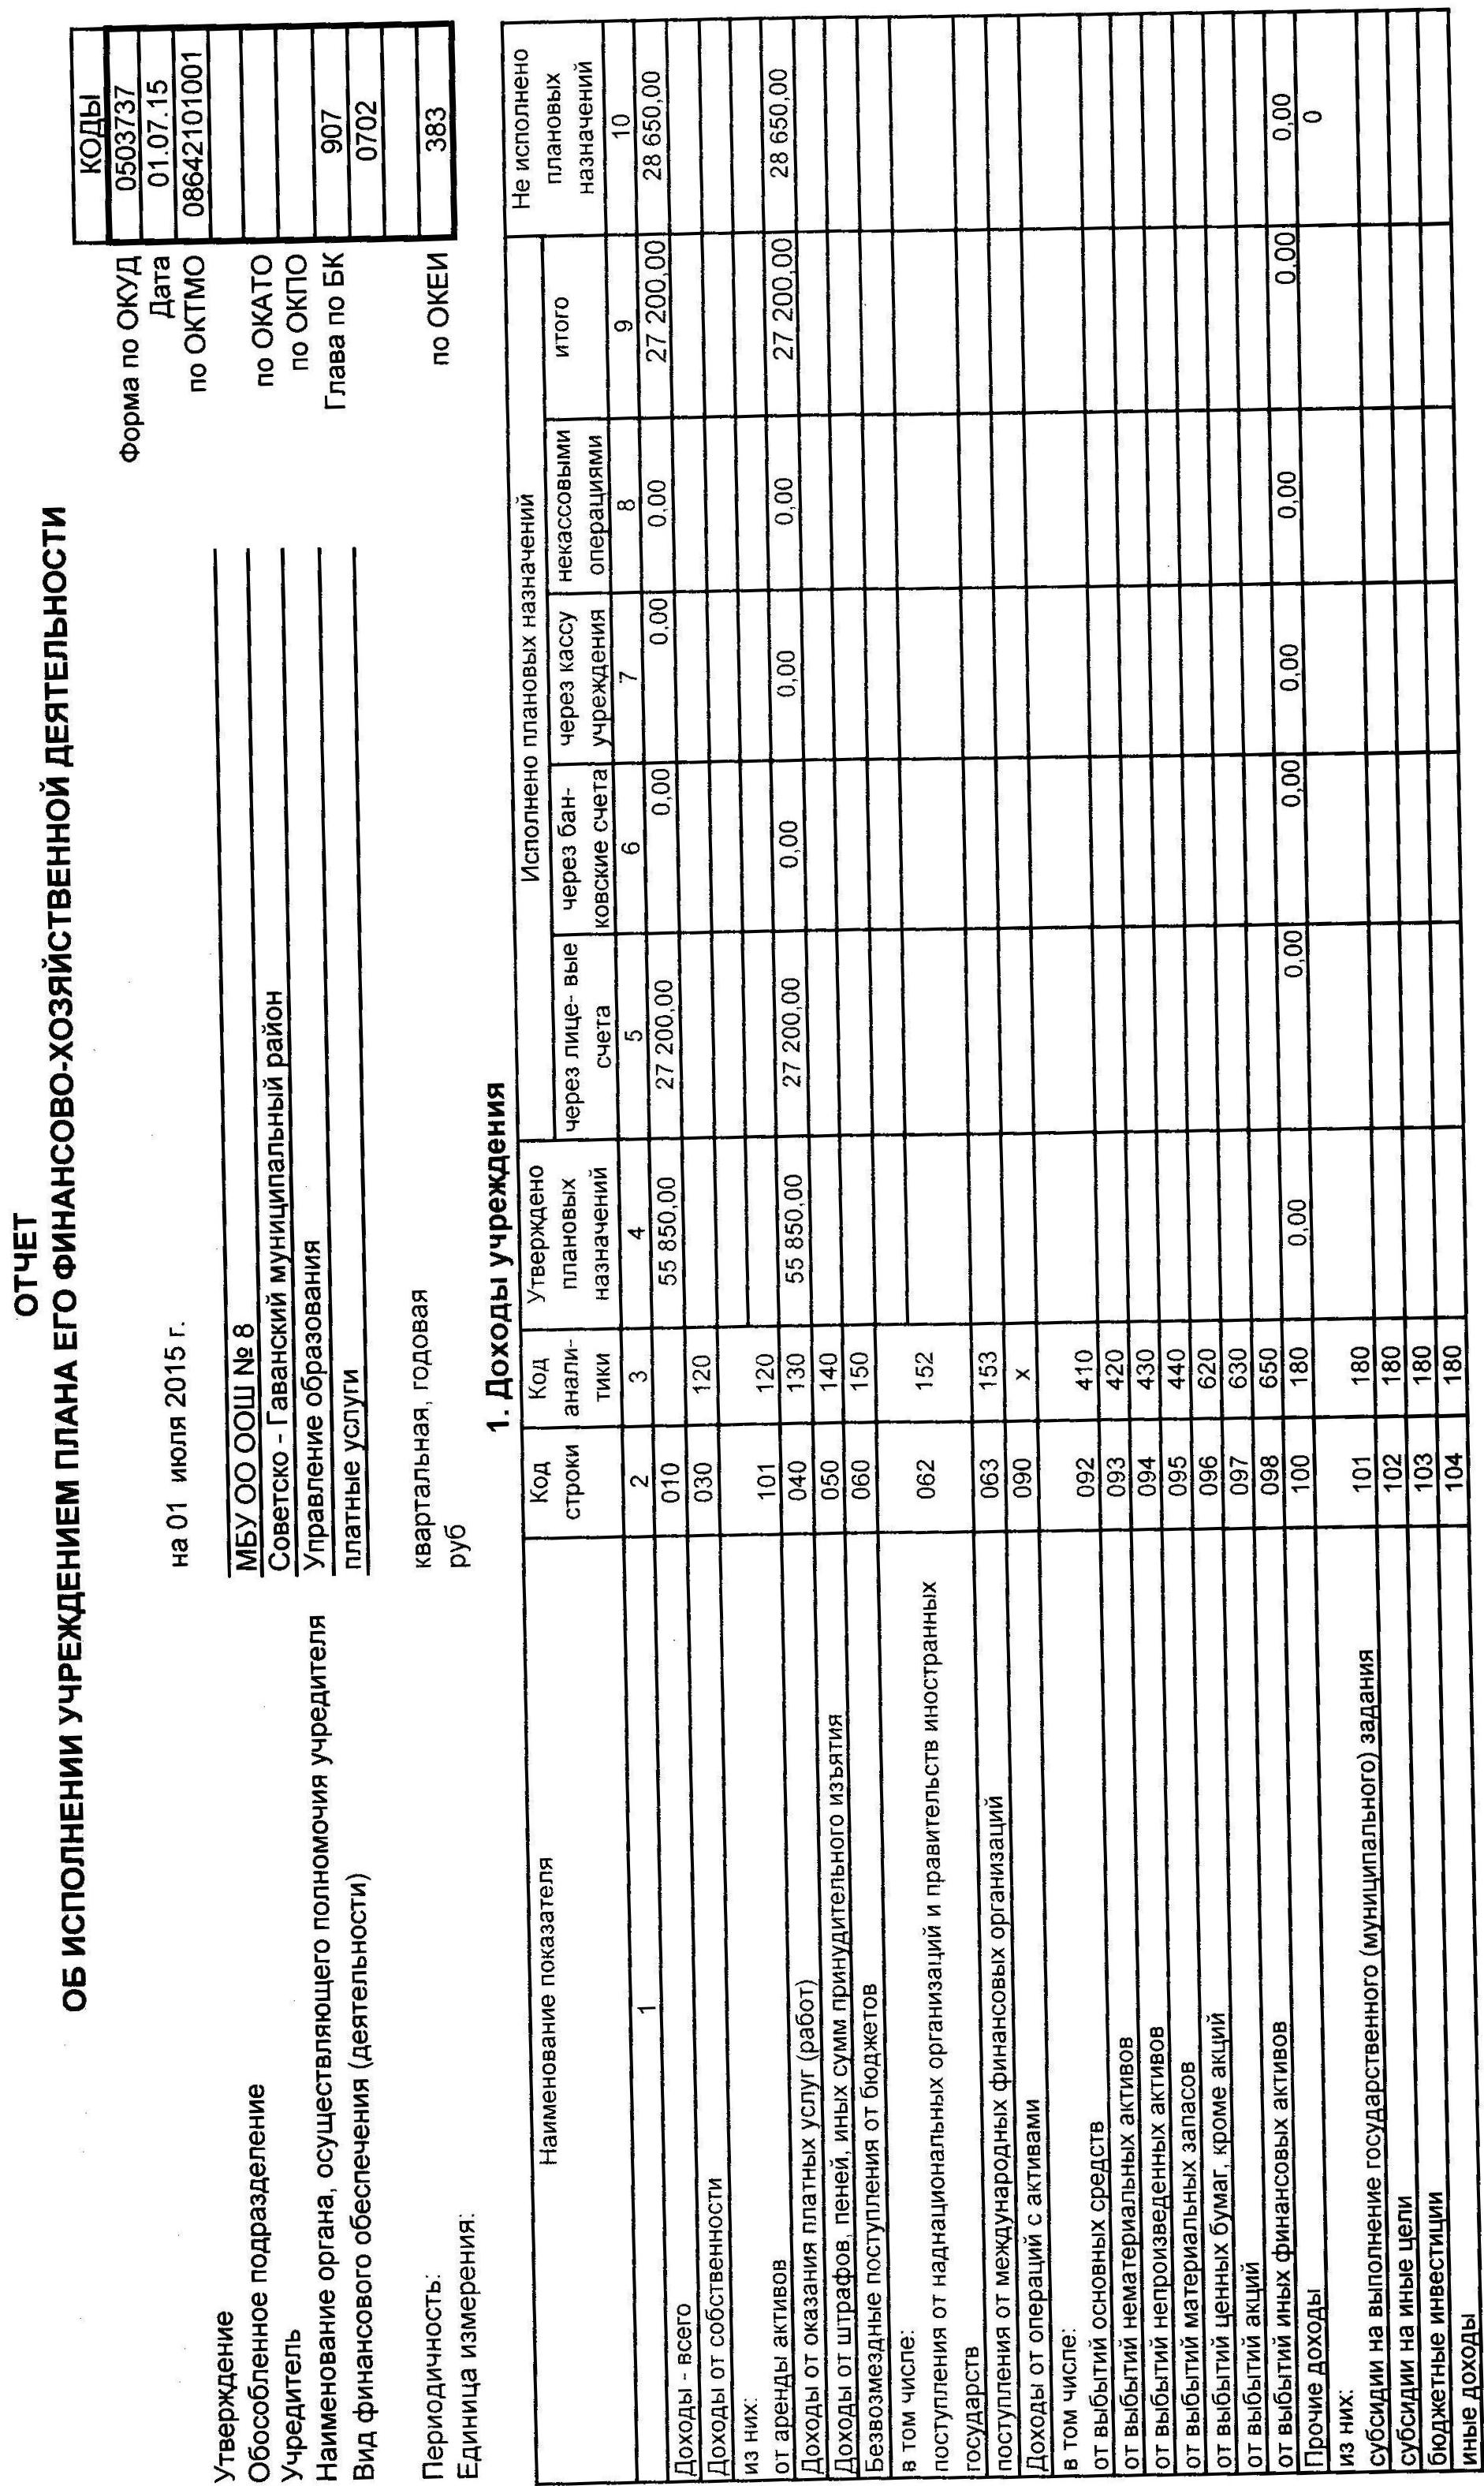 ОТЧЕТ
ОБ ИСПОЛНЕНИИ УЧРЕЖДЕНИЕМ ПЛАНА ЕГО ФИНАНСОВО-ХОЗЯЙСТВЕННОЙ ДЕЯТЕЛЬНОСТИ
КОДЫ
Форма по ОКУД 0503737
на 01 июля 2015 г. Дата 01.07.15
по ОКТМО 08642101001
Утверждение МБУ ОО ООШ № 8
Обособленное подразделение по ОКАТО
Учредитель Советско - Гаванский муниципальный район по ОКПО
Наименование органа, осуществляющего полномочия учредителя Управление образования Глава по БК 907
Вид финансового обеспечения (деятельности) платные услуги 0702
Периодичность: квартальная, годовая
Единица измерения: руб по ОКЕИ 383
1. Доходы учреждения
Наименование показателя Код строки Код анали- тики Утверждено плановых назначений Исполнено плановых назначений Не исполнено плановых назначений
через лице- вые счета через бан- ковские счета через кассу учреждения некассовыми операциями итого
1 2 3 4 5 6 7 8 9 10
Доходы - всего 010 55 850,00 27 200,00 0,00 0,00 0,00 27 200,00 28 650,00
Доходы от собственности 030 120
из них:
от аренды активов 101 120
Доходы от оказания платных услуг (работ) 040 130 55 850,00 27 200,00 0,00 0,00 0,00 27 200,00 28 650,00
Доходы от штрафов, пеней, иных сумм принудительного изъятия 050 140
Безвозмездные поступления от бюджетов 060 150
в том числе:
поступления от наднациональных организаций и правительств иностранных 062 152
государств
поступления от международных финансовых организаций 063 153
Доходы от операций с активами 090 х
в том числе:
от выбытий основных средств 092 410
от выбытий нематериальных активов 093 420
от выбытий непроизведенных активов 094 430
от выбытий материальных запасов 095 440
от выбытий ценных бумаг, кроме акций 096 620
от выбытий акций 097 630
от выбытий иных финансовых активов 098 650
Прочие доходы 100 180 0,00 0,00 0,00 0,00 0,00 0,00 0,00
из них: 0
субсидии на выполнение государственного (муниципального) задания 101 180
субсидии на иные цели 102 180
бюджетные инвестиции 103 180
иные доходы 104 180